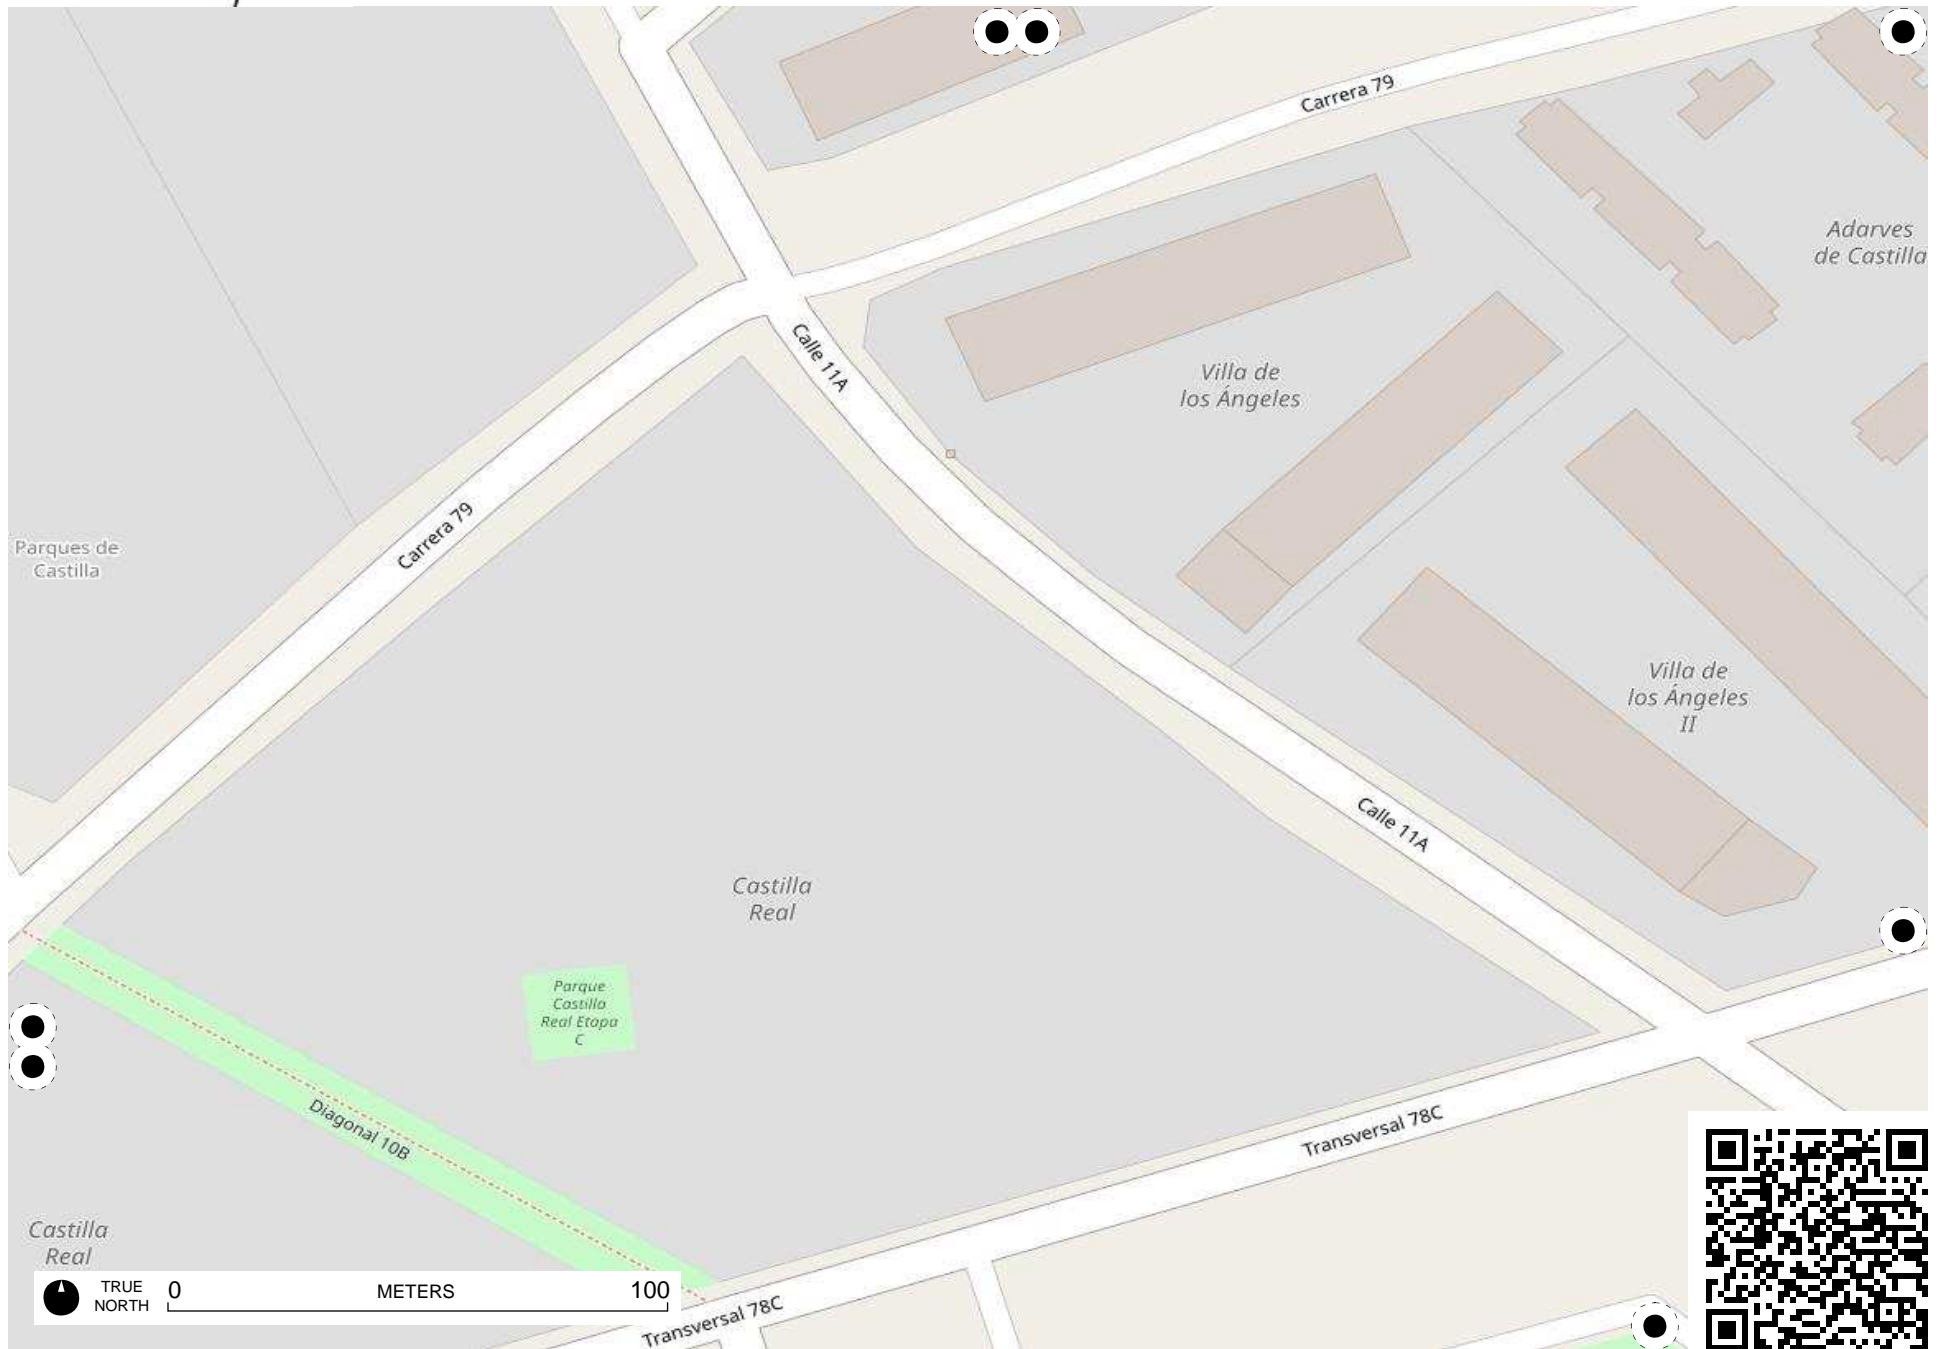 Carrera 79
Adarves
de Castilla
Calle 11A
Villa de
los Ángeles
Carrera 79
Parques de
Castilla
Villa de
los Ángeles
II
Calle 11A
Castilla
Real
Parque
Castilla
Real Etapa
C
Diagonal 10B
Transversal 78C
Castilla
Real
TRUE
NORTH
0 METERS 100
Transversal 78C